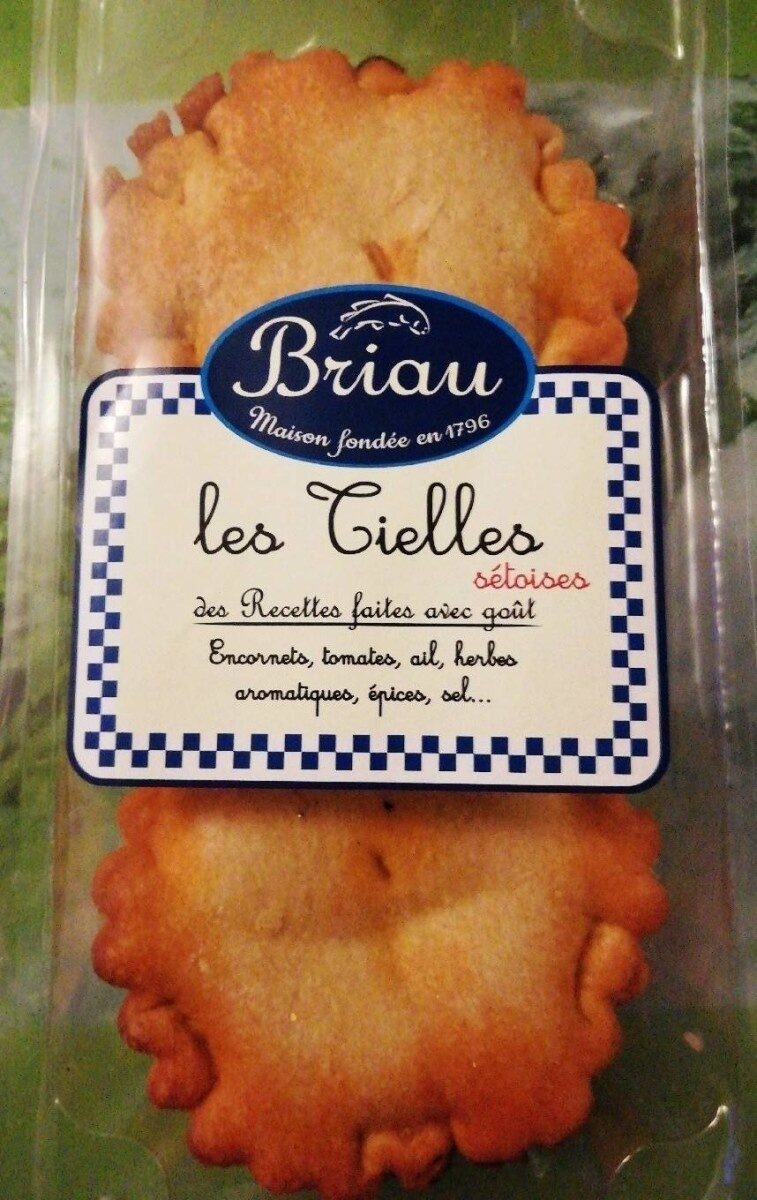 Briau
Maison fondée en 1796
les Tielles
sétoises
des Recettes faites avec goût
Encornets, tomates, ail, herbes
aromatiques, épices, sel...